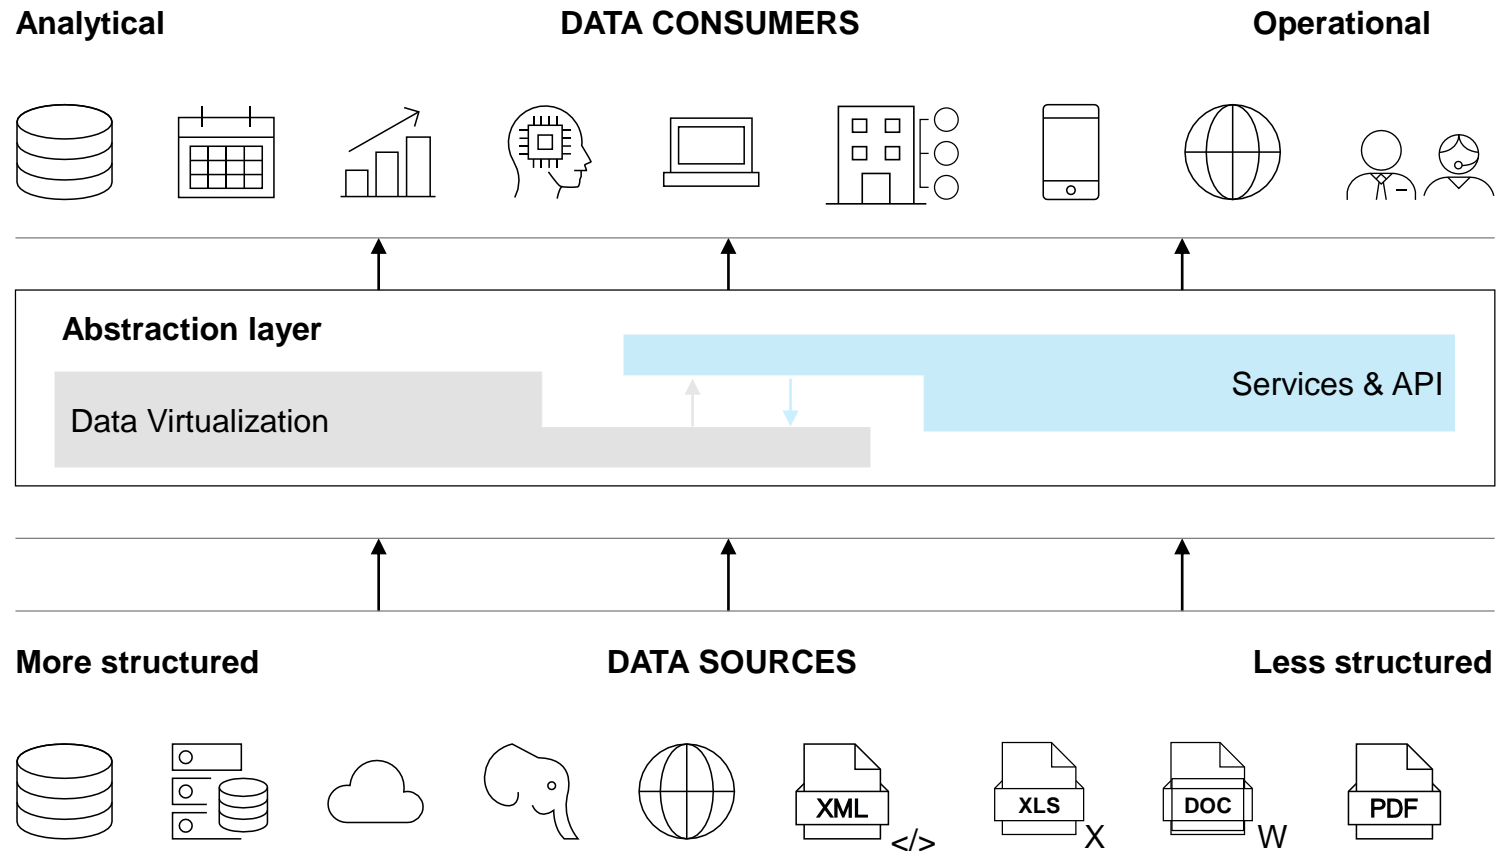 Analytical
DATA CONSUMERS
Operational
Abstraction layer
Services & API
Data Virtualization
More structured
DATA SOURCES
Less structured
XML
</>
XLS
X
DOC
W
PDF